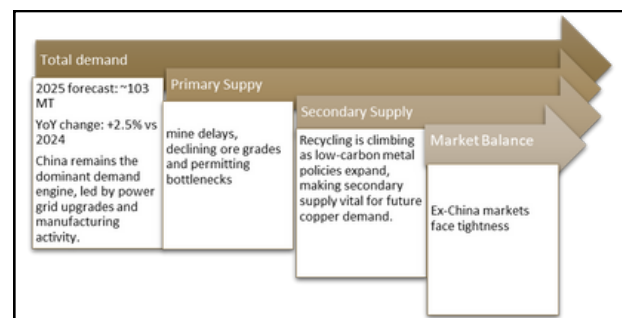 Total demand
2025 forecast: ~103
MT
YoY change: +2.5% vs
2024
China remains the
dominant demand
engine, led by power
grid upgrades and
manufacturing
activity.
Primary Suppy
mine delays,
declining ore grades
and permitting
bottlenecks
Secondary Supply
Recycling is climbing
as low-carbon metal
policies expand,
making secondary
supply vital for future
copper demand.
Market Balance
Ex-China markets
face tightness